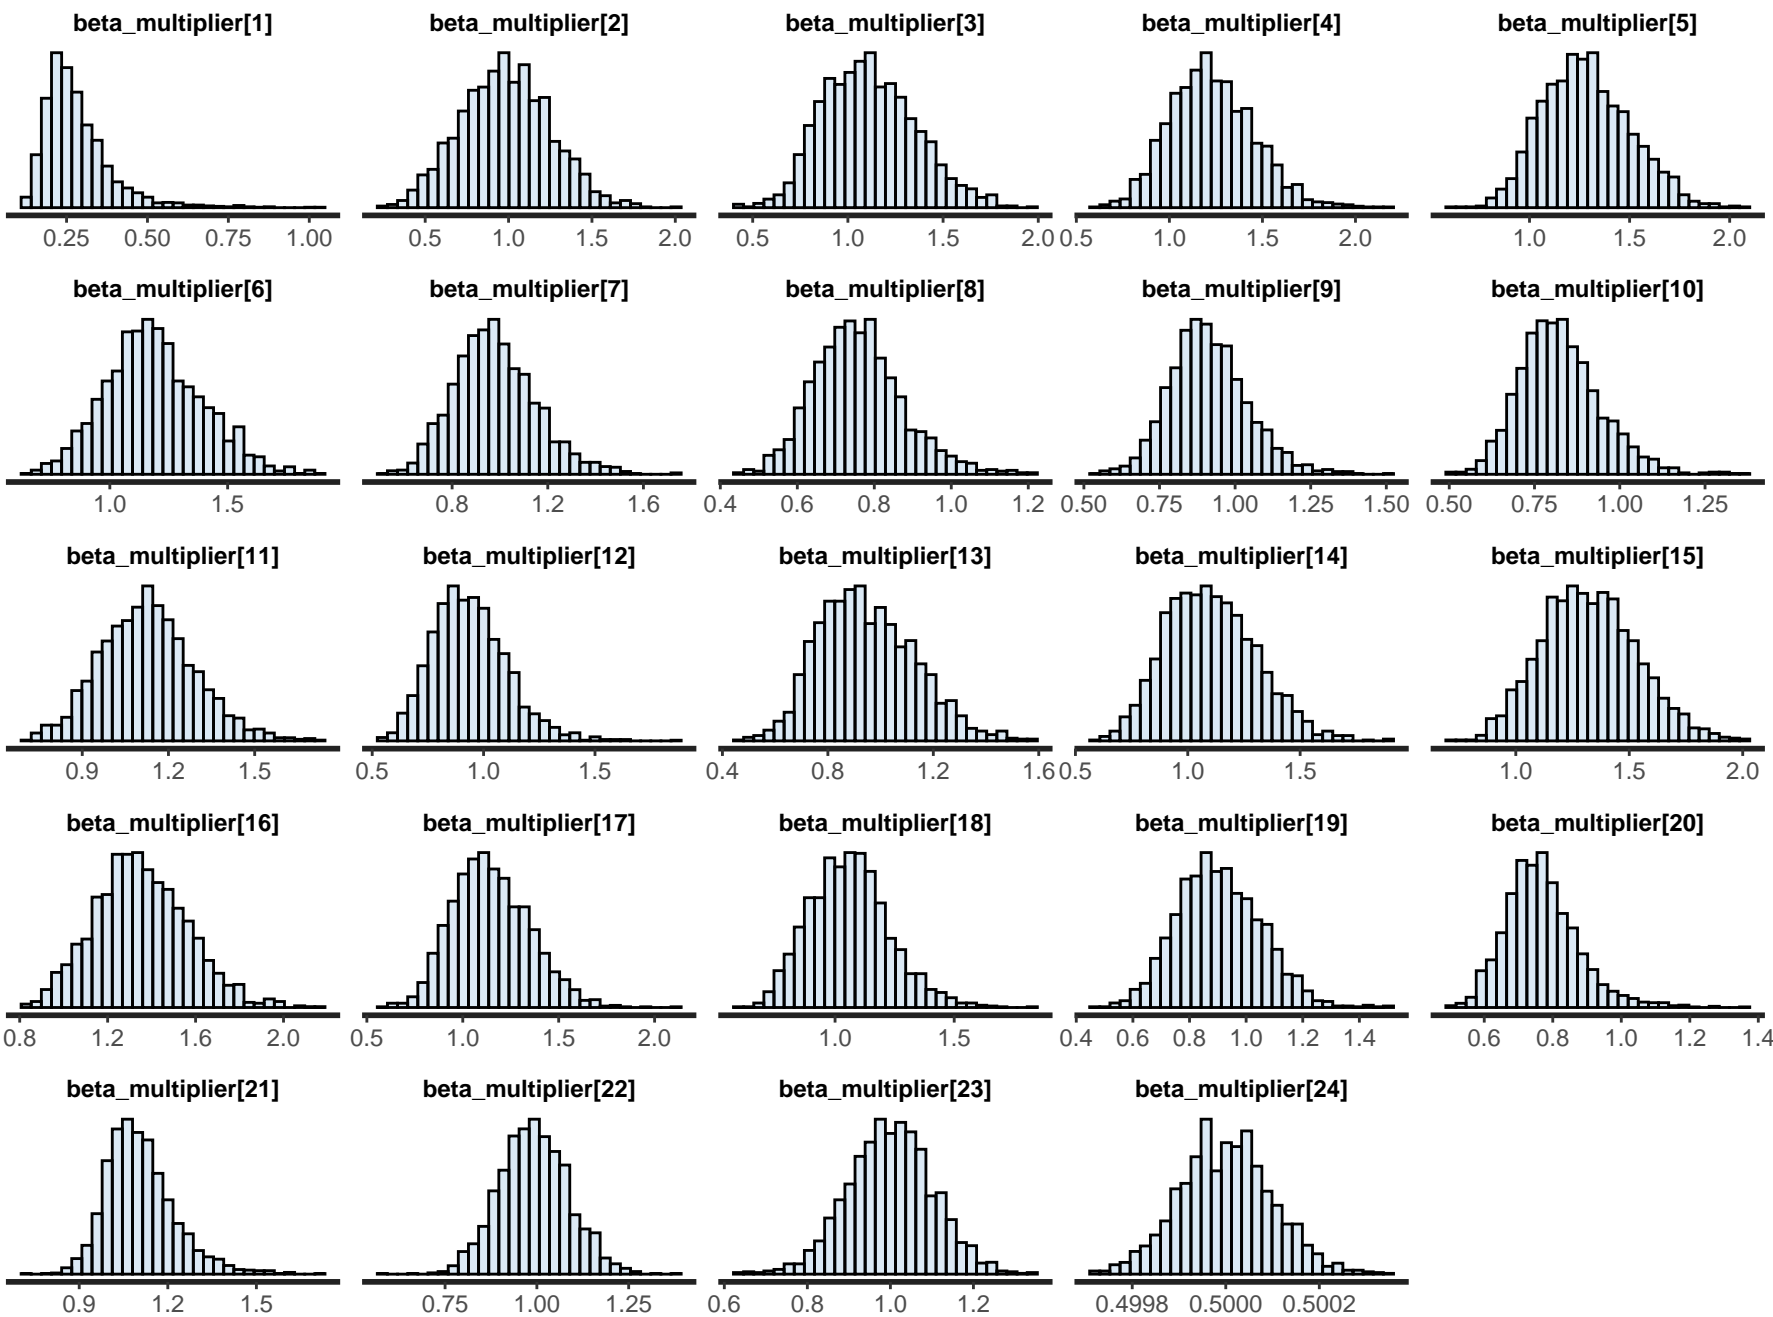 beta_multiplier[1] beta_multiplier[2] beta_multiplier[3] beta_multiplier[4] beta_multiplier[5]
0.25 0.50 0.75 1.00 0.5 1.0 1.5 2.0 0.5 1.0 1.5 2.0 0.5 1.0 1.5 2.0 1.0 1.5 2.0
beta_multiplier[6] beta_multiplier[7] beta_multiplier[8] beta_multiplier[9] beta_multiplier[10]
1.0 1.5 0.8 1.2 1.6 0.4 0.6 0.8 1.0 1.2 0.50 0.75 1.00 1.25 1.50 0.50 0.75 1.00 1.25
beta_multiplier[11] beta_multiplier[12] beta_multiplier[13] beta_multiplier[14] beta_multiplier[15]
0.9 1.2 1.5 0.5 1.0 1.5 0.4 0.8 1.2 1.6 0.5 1.0 1.5 1.0 1.5 2.0
beta_multiplier[16] beta_multiplier[17] beta_multiplier[18] beta_multiplier[19] beta_multiplier[20]
0.8 1.2 1.6 2.0 0.5 1.0 1.5 2.0 1.0 1.5 0.4 0.6 0.8 1.0 1.2 1.4 0.6 0.8 1.0 1.2 1.4
beta_multiplier[21] beta_multiplier[22] beta_multiplier[23] beta_multiplier[24]
0.9 1.2 1.5 0.75 1.00 1.25 0.6 0.8 1.0 1.2 0.4998 0.5000 0.5002